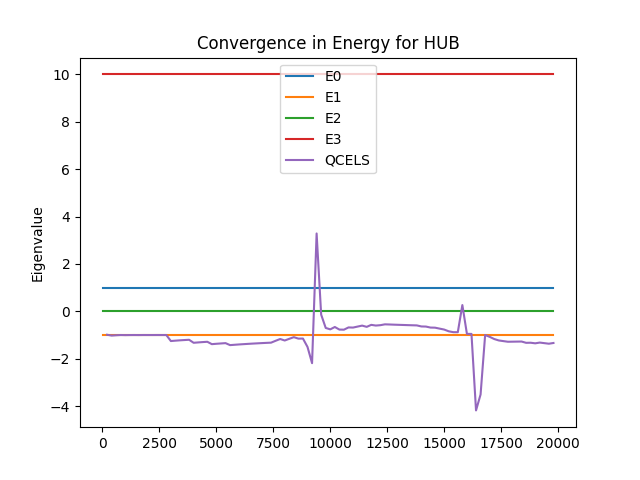 Convergence in Energy for HUB
10
8
6
4
2
0
−2
−4
Eigenvalue
E0
E1
E2
E3
QCELS
0 2500 5000 7500 10000 12500 15000 17500 20000